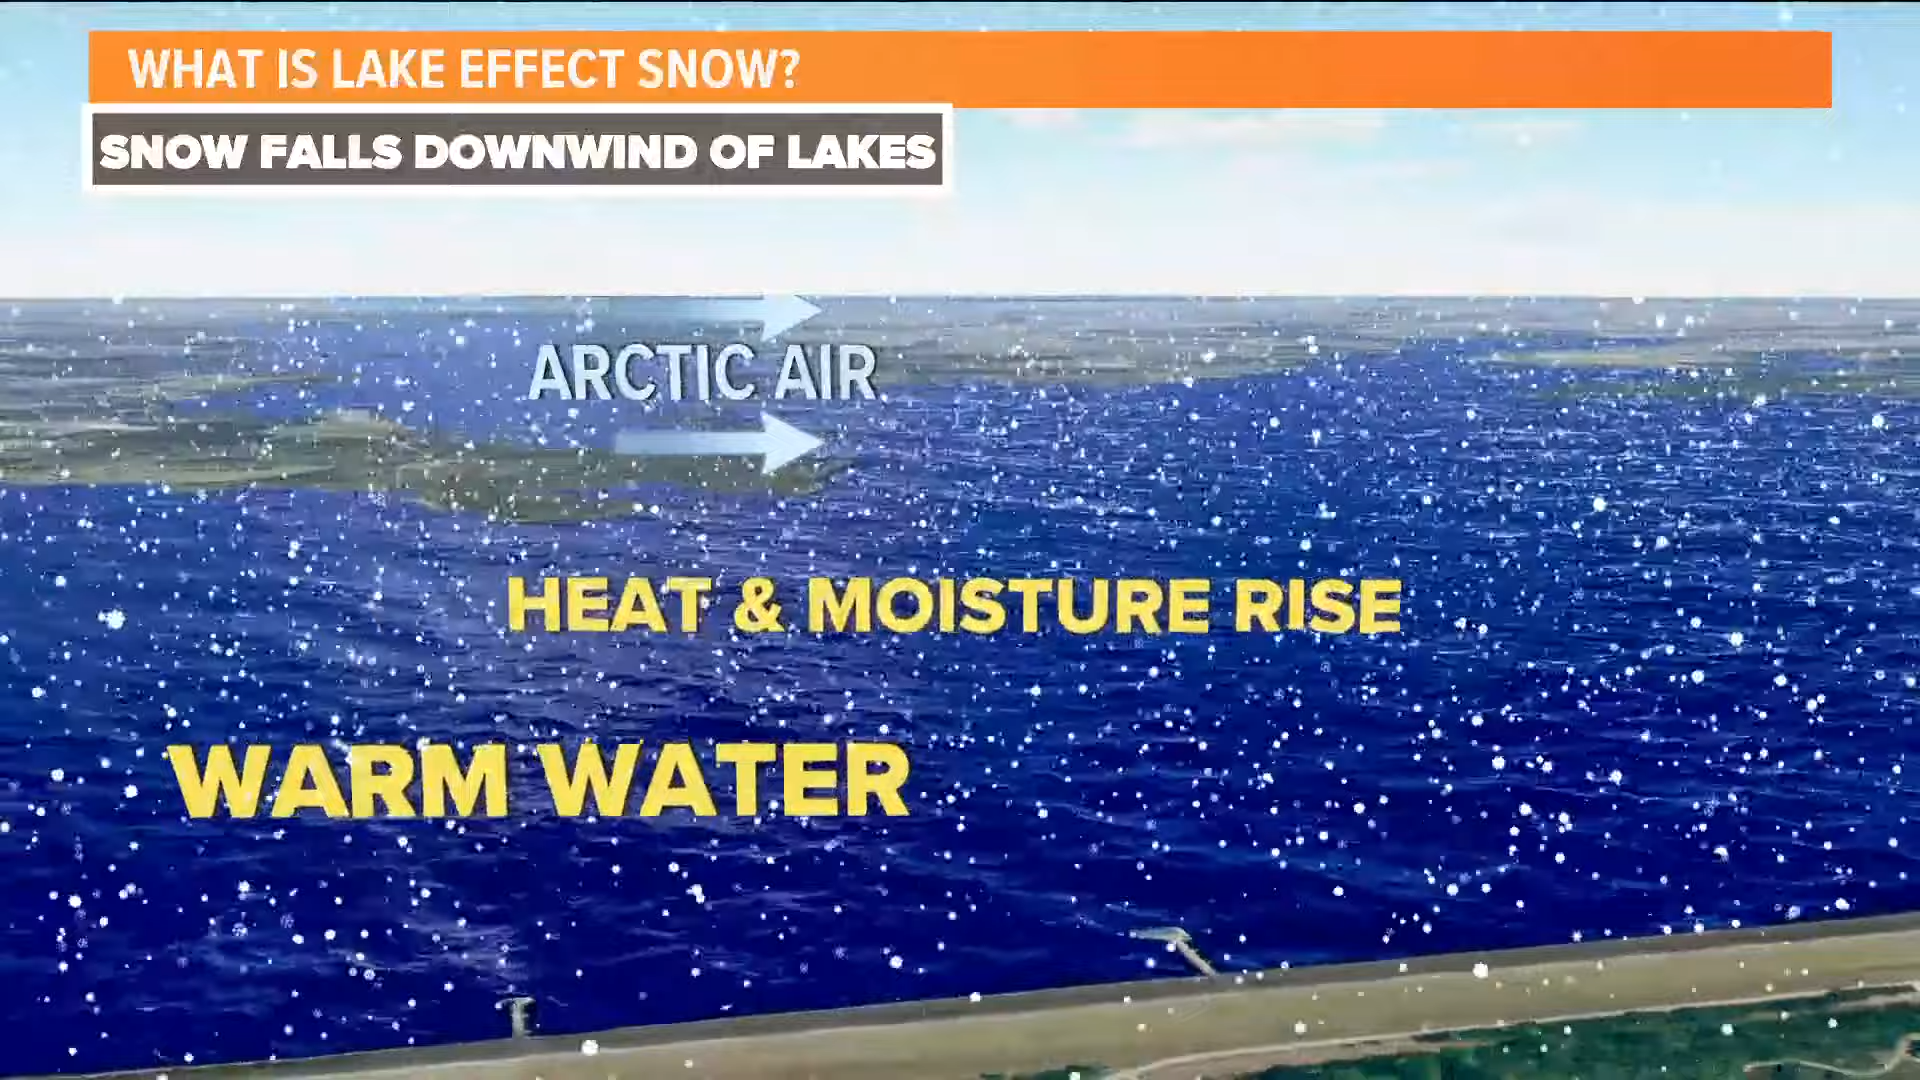 WHAT IS LAKE EFFECT SNOW?
SNOW FALLS DOWNWIND OF LAKES
ARCTIC AIR
HEAT & MOISTURE RISE
WARM WATER